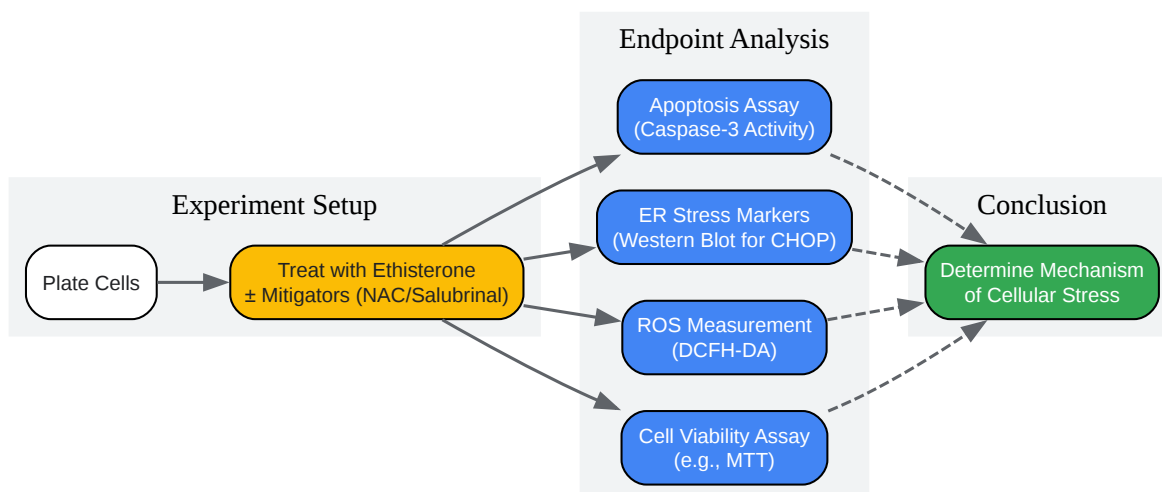 Experiment Setup
Plate Cells
Treat with Ethisterone
± Mitigators (NAC/Salubrinal)
Endpoint Analysis
Apoptosis Assay
(Caspase-3 Activity)
ER Stress Markers
(Western Blot for CHOP)
ROS Measurement
(DCFH-DA)
Cell Viability Assay
(e.g., MTT)
Conclusion
Determine Mechanism
of Cellular Stress